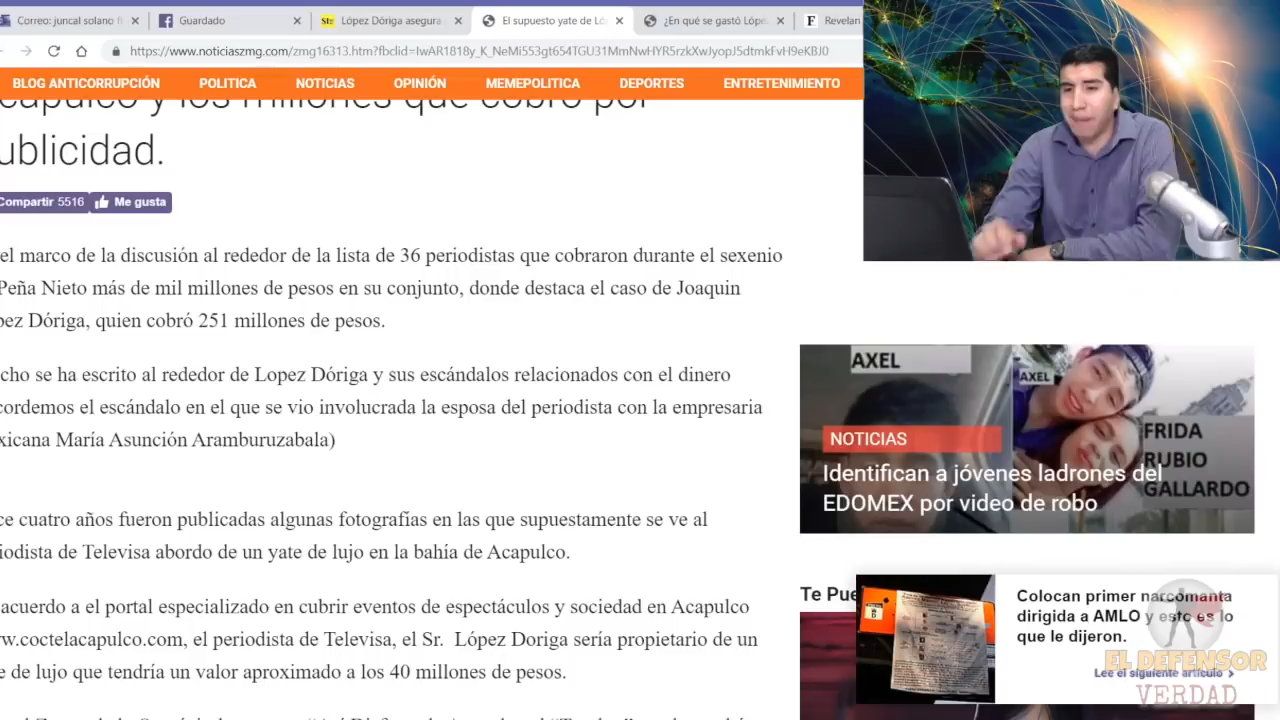 Correo: juncal solano f
Guardado
López Dóriga asegura
El supuesto yate de Ló
¿En qué se gastó Lópe
Revelan
https://www.noticiaszmg.com/zmg16313.htm?fbclid=IwAR1818y_K_NeMi553gt654TGU31MmNwHYR5rzkXwJyopJ5dtmkFvH9eKBJ0
BLOG ANTICORRUPCIÓN
POLITICA
NOTICIAS
OPINIÓN
MEMEPOLITICA
DEPORTES
ENTRETENIMIENTO
capulco y los millones que cobró por
ublicidad.
Compartir 5516
Me gusta
el marco de la discusión al rededor de la lista de 36 periodistas que cobraron durante el sexenio
Peña Nieto más de mil millones de pesos en su conjunto, donde destaca el caso de Joaquin
pez Dóriga, quien cobró 251 millones de pesos.
cho se ha escrito al rededor de Lopez Dóriga y sus escándalos relacionados con el dinero
cordemos el escándalo en el que se vio involucrada la esposa del periodista con la empresaria
xicana María Asunción Aramburuzabala)
ce cuatro años fueron publicadas algunas fotografías en las que supuestamente se ve al
iodista de Televisa abordo de un yate de lujo en la bahía de Acapulco.
acuerdo a el portal especializado en cubrir eventos de espectáculos y sociedad en Acapulco
ww.coctelacapulco.com, el periodista de Televisa, el Sr. López Doriga sería propietario de un
e de lujo que tendría un valor aproximado a los 40 millones de pesos.
AXEL
AXEL
FRIDA
RUBIO
GALLARDO
NOTICIAS
Identifican a jóvenes ladrones del
EDOMEX por video de robo
Te Pue
Colocan primer narcomanta
dirigida a AMLO y esto es lo
que le dijeron.
Lee el siguiente artículo
EL DEFENSOR
VERDAD